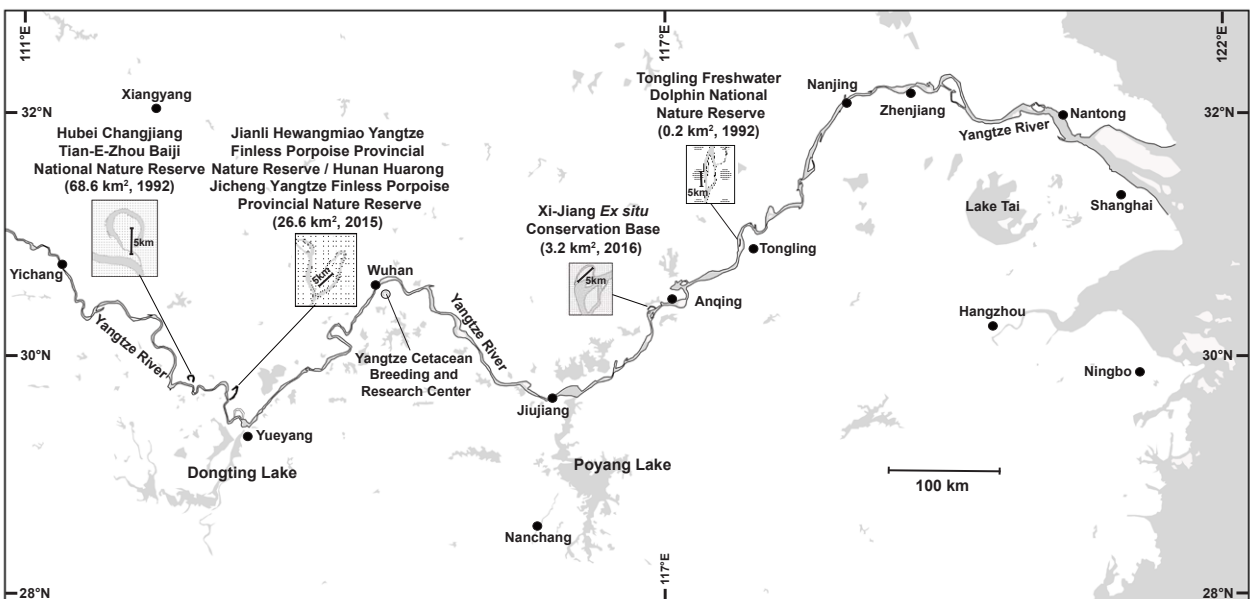 111°E
117°E
122°E
32°N
32°N
Xiangyang
Hubei Changjiang
Tian-E-Zhou Baiji
National Nature Reserve
(68.6 km², 1992)
5km
Jianli Hewangmiao Yangtze
Finless Porpoise Provincial
Nature Reserve / Hunan Huarong
Jicheng Yangtze Finless Porpoise
Provincial Nature Reserve
(26.6 km², 2015)
5km
Tongling Freshwater
Dolphin National
Nature Reserve
(0.2 km², 1992)
5km
Xi-Jiang Ex situ
Conservation Base
(3.2 km², 2016)
5km
Nanjing
Zhenjiang
Yangtze River
Nantong
Shanghai
Lake Tai
Tongling
Anqing
Yichang
Wuhan
Yangtze River
Yangtze River
Yangtze Cetacean
Breeding and
Research Center
Hangzhou
30°N
30°N
Ningbo
Jiujiang
Yueyang
Dongting Lake
Poyang Lake
100 km
Nanchang
117°E
28°N
28°N